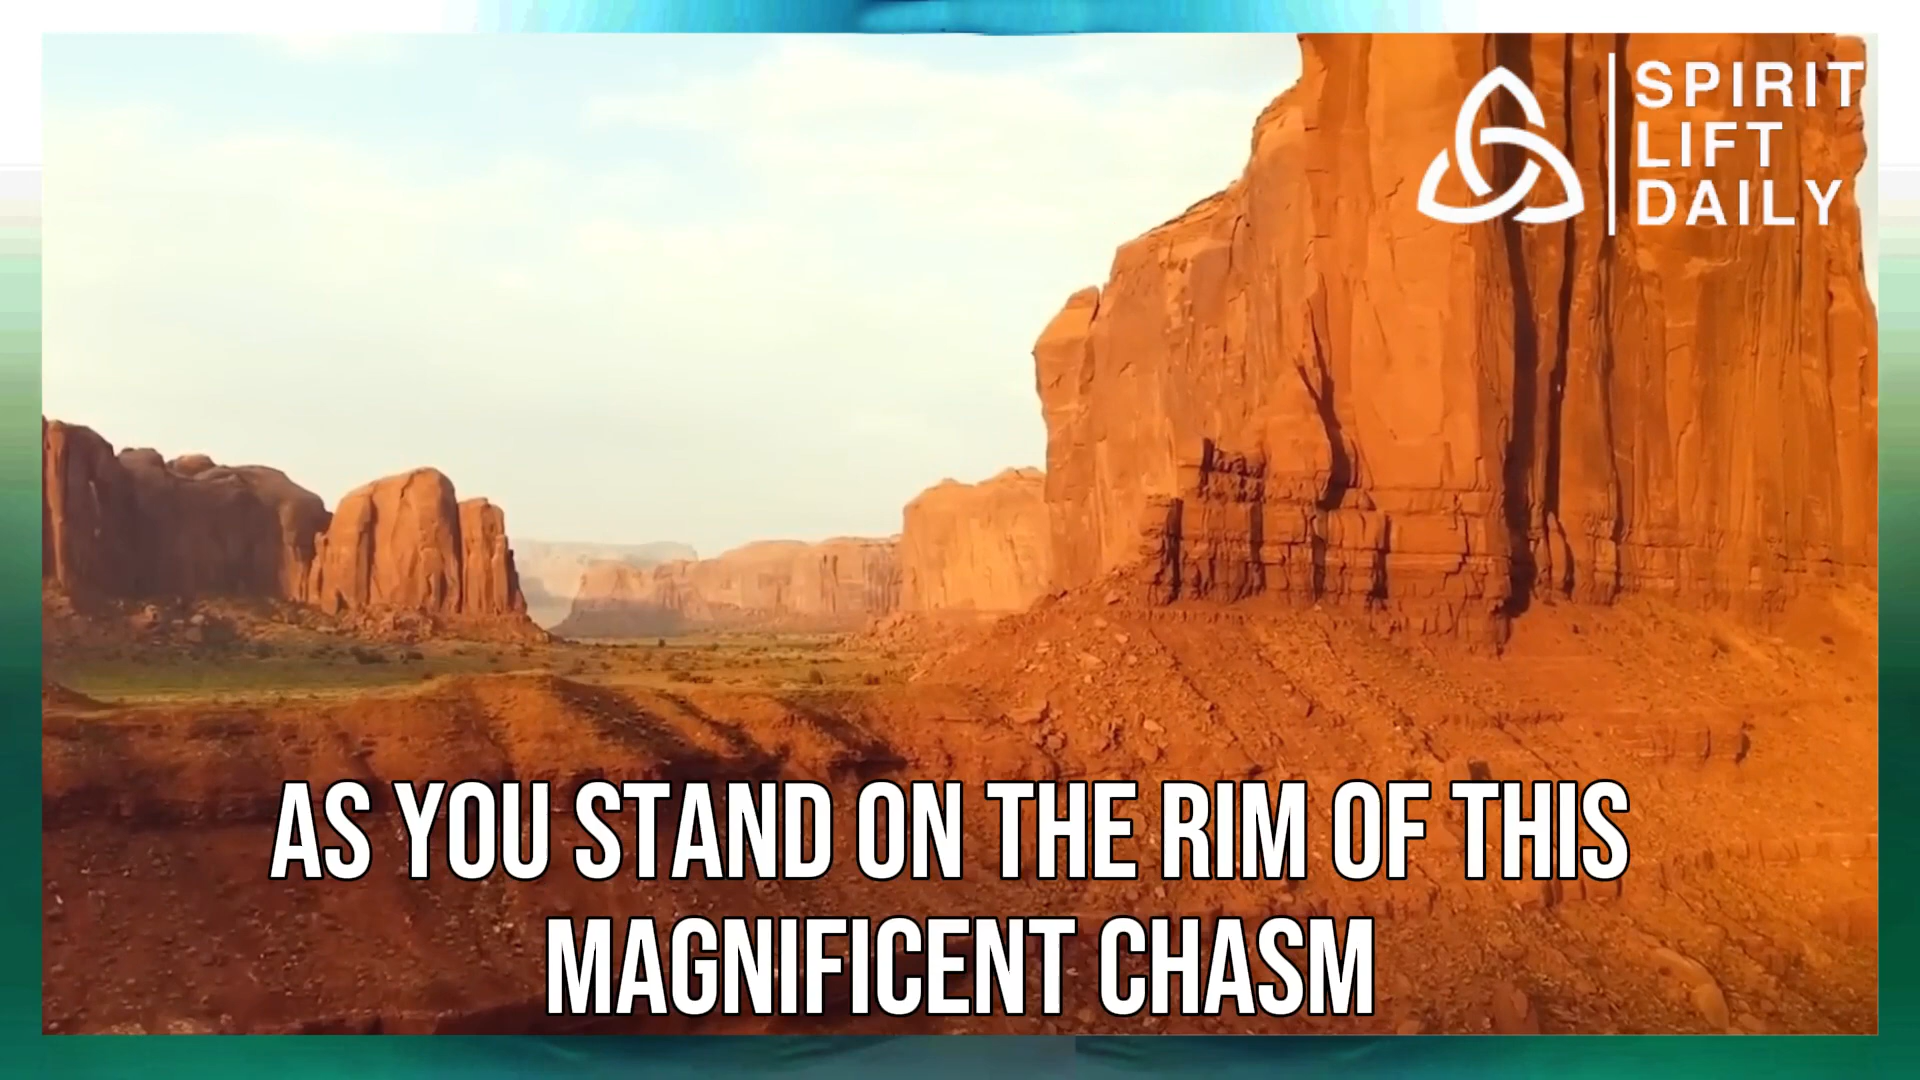 SPIRIT
LIFT
DAILY
AS YOU STAND ON THE RIM OF THIS
MAGNIFICENT CHASM